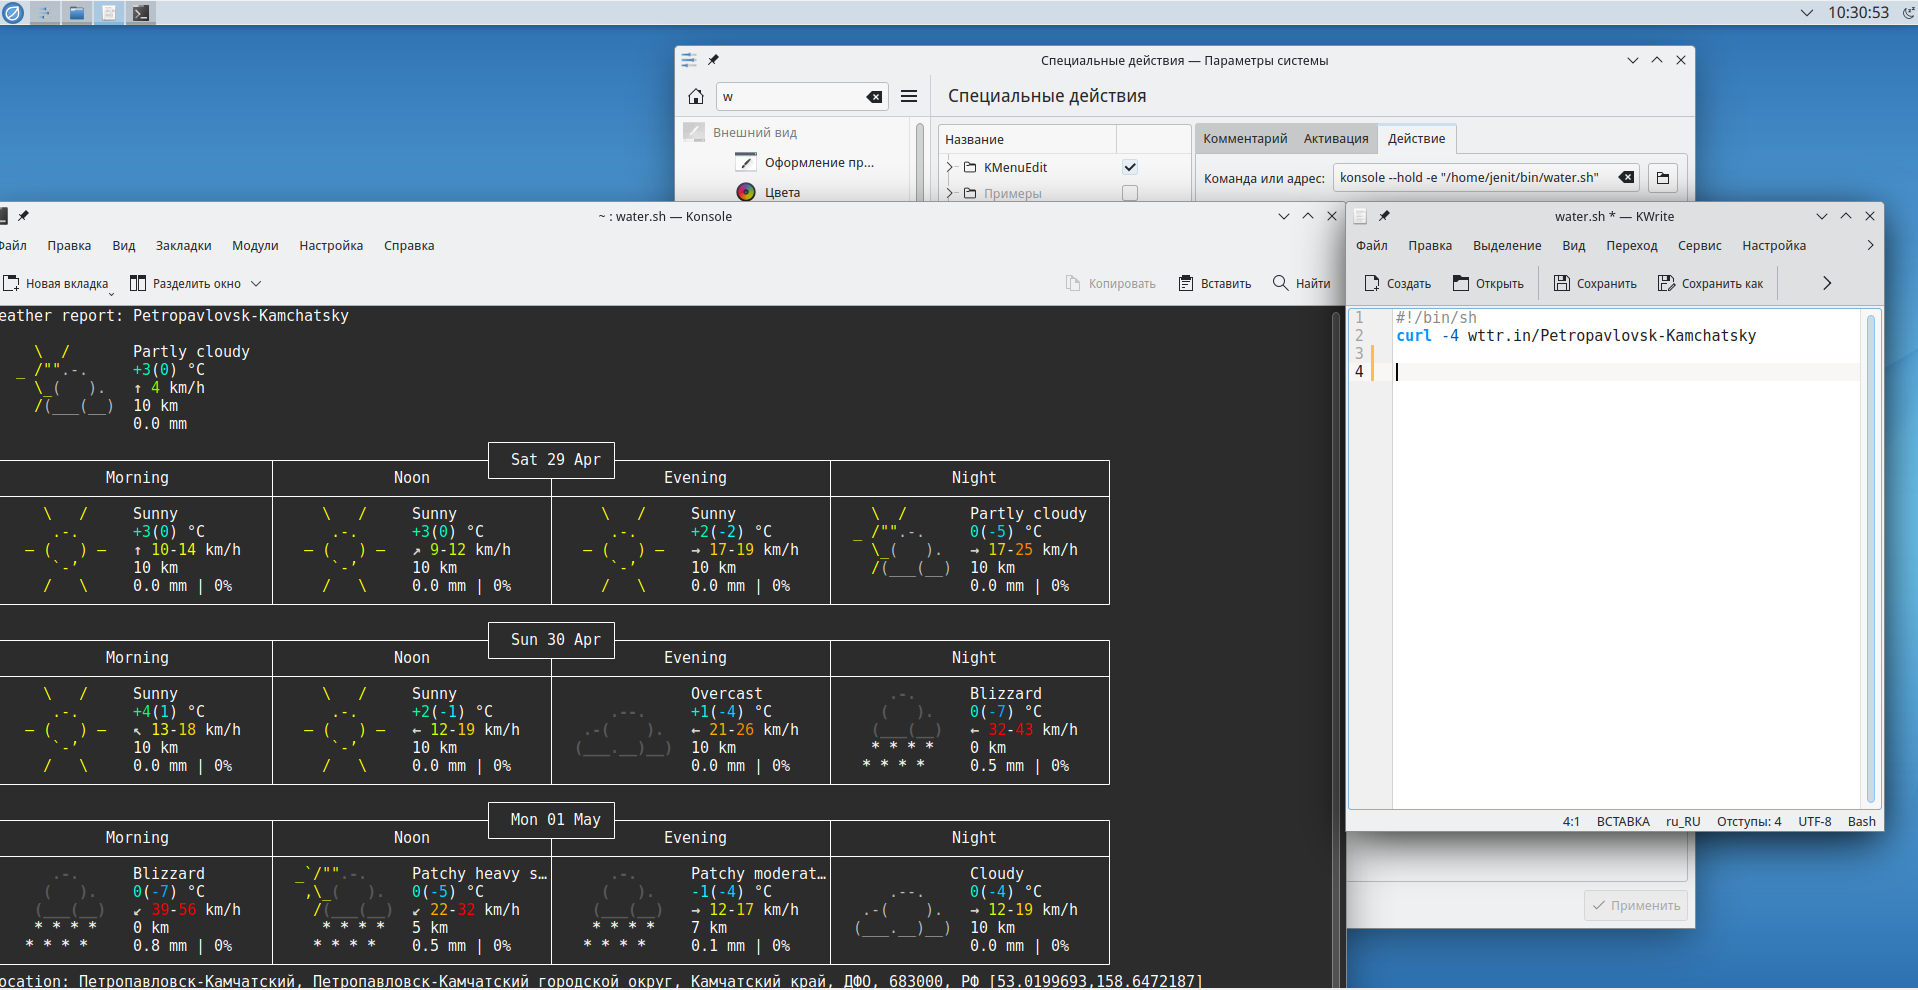 10:30:53
Специальные действия — Параметры системы
w
Специальные действия
Внешний вид
Оформление пр...
Цвета
Название
KMenuEdit
Примеры
Комментарий Активация Действие
Команда или адрес: konsole --hold -e "/home/jenit/bin/water.sh"
~ : water.sh — Konsole
Файл Правка Вид Закладки Модули Настройка Справка
Новая вкладка Разделить окно Копировать Вставить Найти
eather report: Petropavlovsk-Kamchatsky
Partly cloudy
+3(0) °C
↑ 4 km/h
10 km
0.0 mm
Sat 29 Apr
Morning Noon Evening Night
Sunny Sunny Sunny Partly cloudy
+3(0) °C +3(0) °C +2(-2) °C 0(-5) °C
↑ 10-14 km/h ↗ 9-12 km/h → 17-19 km/h → 17-25 km/h
10 km 10 km 10 km 10 km
0.0 mm | 0% 0.0 mm | 0% 0.0 mm | 0% 0.0 mm | 0%
Sun 30 Apr
Morning Noon Evening Night
Sunny Sunny Overcast Blizzard
+4(1) °C +2(-1) °C +1(-4) °C 0(-7) °C
↖ 13-18 km/h ← 12-19 km/h ← 21-26 km/h ← 32-43 km/h
10 km 10 km 10 km 0 km
0.0 mm | 0% 0.0 mm | 0% 0.0 mm | 0% 0.5 mm | 0%
Mon 01 May
Morning Noon Evening Night
Blizzard Patchy heavy s… Patchy moderat… Cloudy
0(-7) °C 0(-5) °C -1(-4) °C 0(-4) °C
↙ 39-56 km/h ↙ 22-32 km/h → 12-17 km/h → 12-19 km/h
0 km 5 km 7 km 10 km
0.8 mm | 0% 0.5 mm | 0% 0.1 mm | 0% 0.0 mm | 0%
ocation: Петропавловск-Камчатский, Петропавловск-Камчатский городской округ, Камчатский край, ДФО, 683000, РФ [53.0199693,158.6472187]
water.sh * — KWrite
Файл Правка Выделение Вид Переход Сервис Настройка
Создать Открыть Сохранить Сохранить как
1 #!/bin/sh
2 curl -4 wttr.in/Petropavlovsk-Kamchatsky
3
4
4:1 ВСТАВКА ru_RU Отступы: 4 UTF-8 Bash
Применить